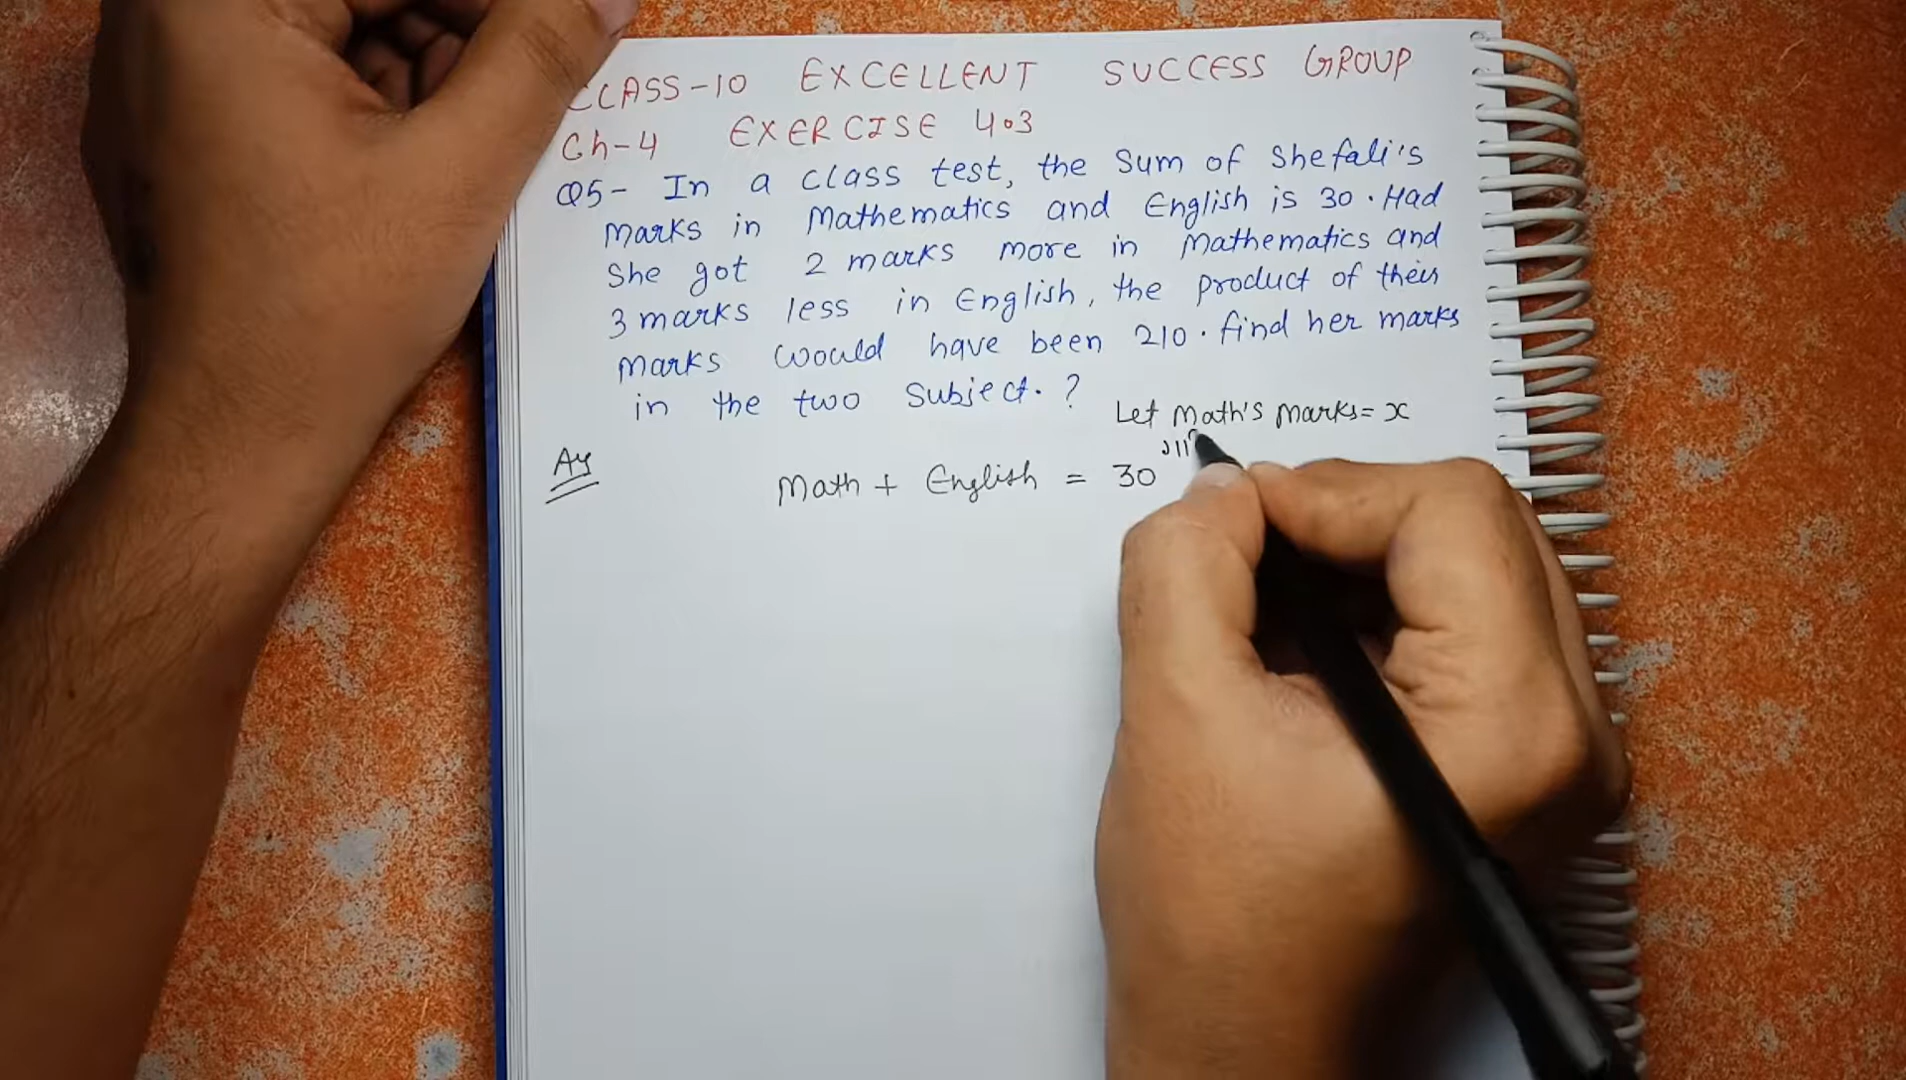 CLASS-10 EXCELLENT SUCCESS GROUP
Ch-4 EXERCISE 4.3
Q5- In a class test, the sum of Shefali's
marks in Mathematics and English is 30. Had
She got 2 marks more in Mathematics and
3 marks less in English, the product of their
marks would have been 210. find her marks
in the two Subject. ?
Let Math's marks = x
Math + English = 30